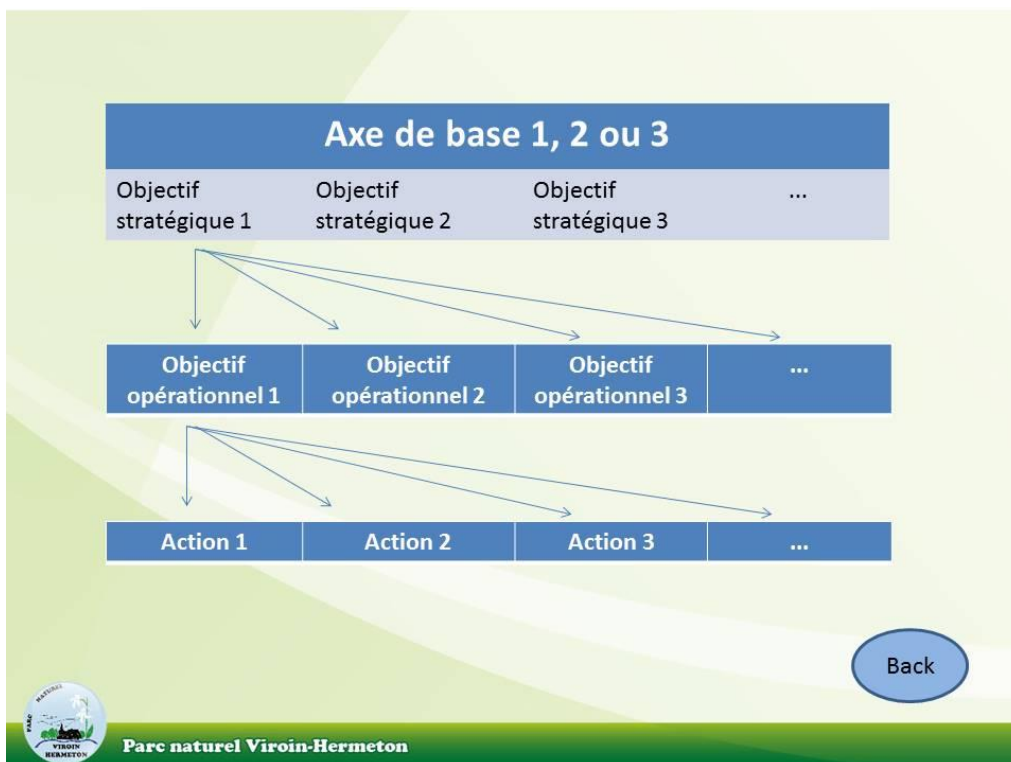 Axe de base 1, 2 ou 3
Objectif stratégique 1
Objectif stratégique 2
Objectif stratégique 3
...
Objectif opérationnel 1
Objectif opérationnel 2
Objectif opérationnel 3
...
Action 1
Action 2
Action 3
...
Back
PARC NATUREL
VIROIN
HERMETON
Parc naturel Viroin-Hermeton